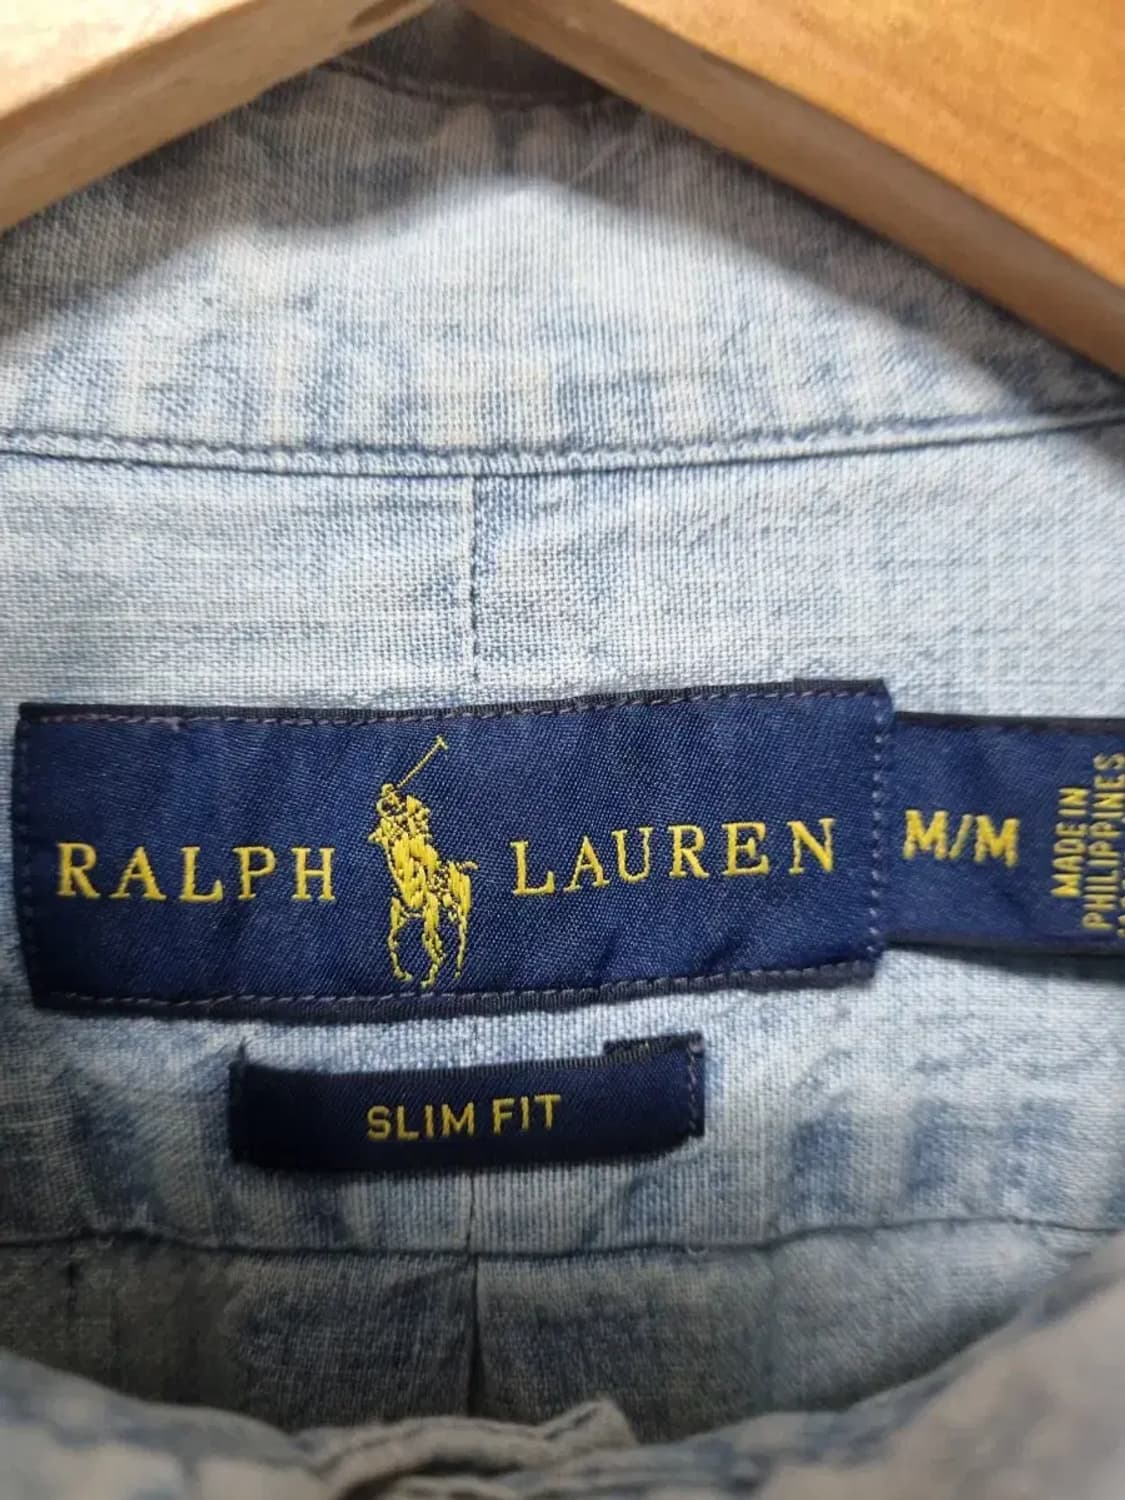 RALPH LAUREN
M/M
MADE IN
PHILIPPINES
SLIM FIT